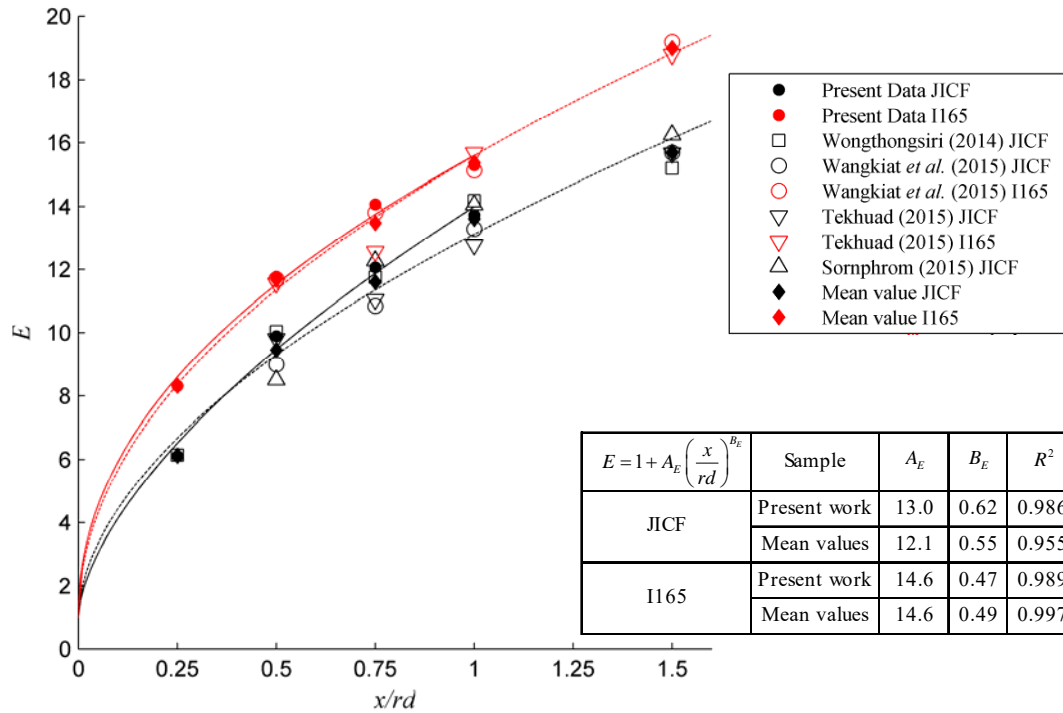 20
18
16
14
12
10
8
6
4
2
0
E
0 0.25 0.5 0.75 1 1.25 1.5
x/rd
Present Data JICF
Present Data I165
Wongthongsiri (2014) JICF
Wangkiat et al. (2015) JICF
Wangkiat et al. (2015) I165
Tekhuad (2015) JICF
Tekhuad (2015) I165
Sornphrom (2015) JICF
Mean value JICF
Mean value I165
E = 1 + A_E (x/rd)^{B_E} Sample A_E B_E R²
JICF Present work 13.0 0.62 0.986
Mean values 12.1 0.55 0.955
I165 Present work 14.6 0.47 0.989
Mean values 14.6 0.49 0.997